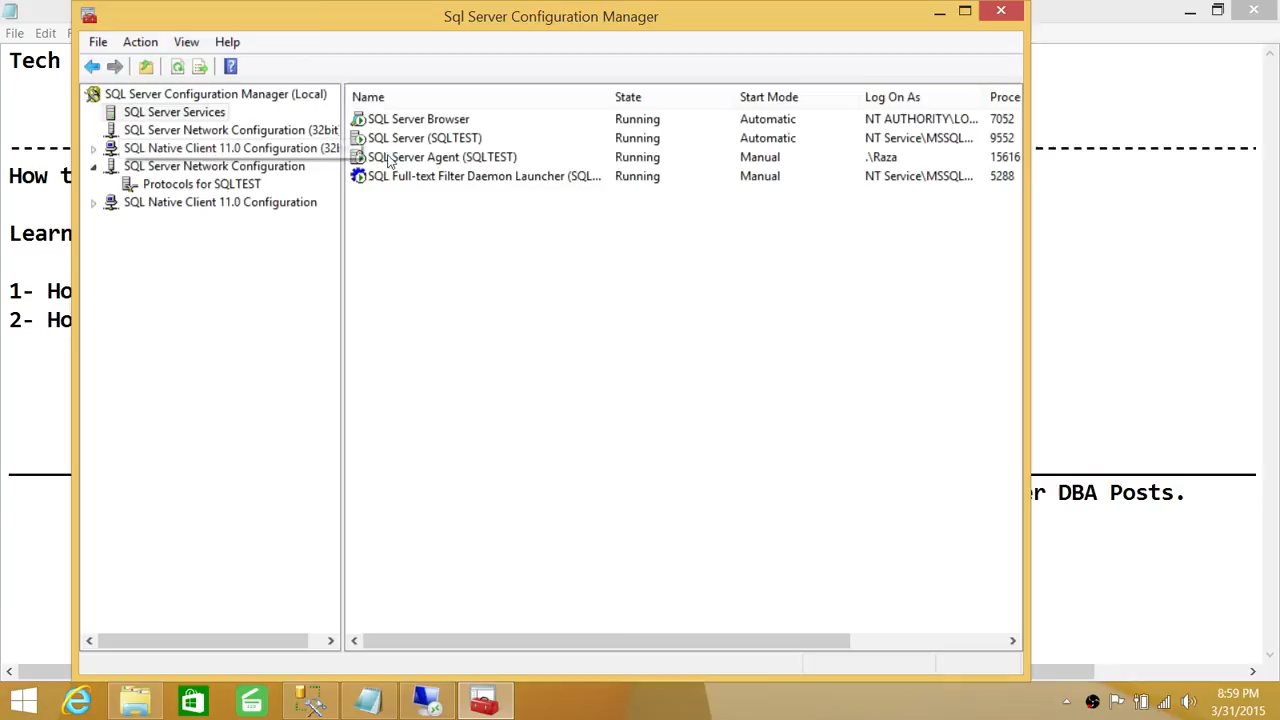 Sql Server Configuration Manager
File Edit
File Action View Help
Tech
SQL Server Configuration Manager (Local)
SQL Server Services
SQL Server Network Configuration (32bit)
SQL Native Client 11.0 Configuration (32b
SQL Server Network Configuration
Protocols for SQLTEST
SQL Native Client 11.0 Configuration
Name State Start Mode Log On As Proce
SQL Server Browser Running Automatic NT AUTHORITY\LO... 7052
SQL Server (SQLTEST) Running Automatic NT Service\MSSQL... 9552
SQL Server Agent (SQLTEST) Running Manual .\Raza 15616
SQL Full-text Filter Daemon Launcher (SQL... Running Manual NT Service\MSSQL... 5288
How t
Learn
1- Ho
2- Ho
er DBA Posts.
8:59 PM
3/31/2015